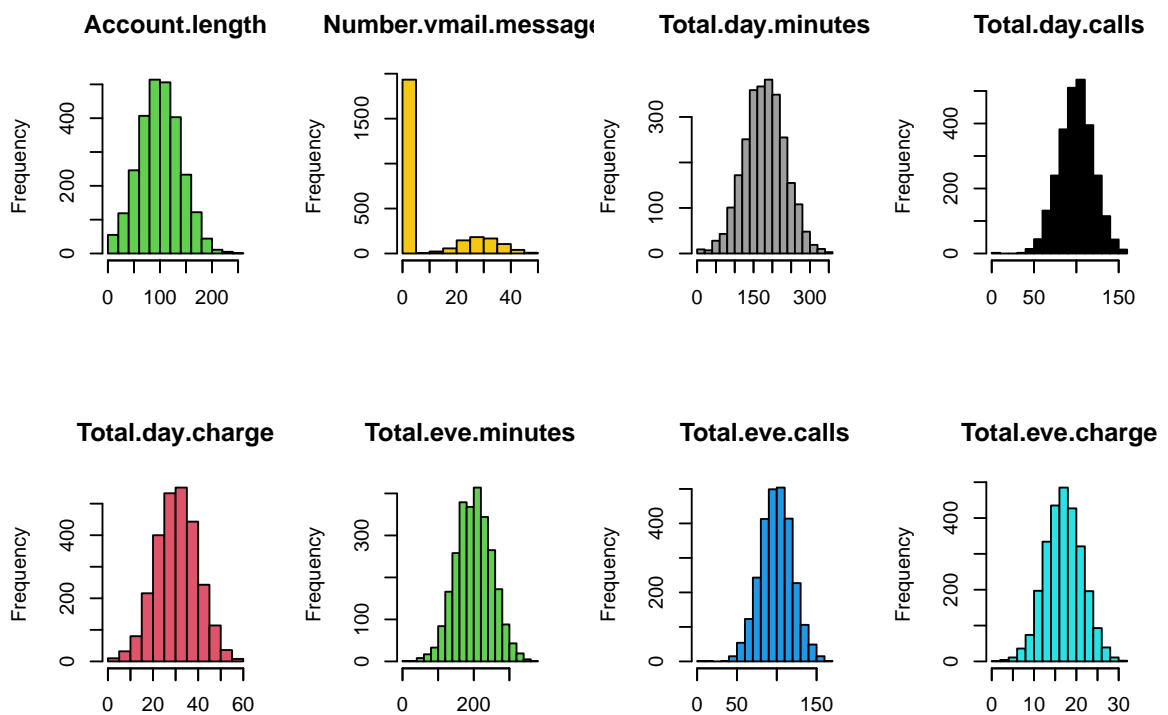 Account.length
Number.vmail.message
Total.day.minutes
Total.day.calls
Frequency
0 200 400
0 100 200
Frequency
0 500 1500
0 20 40
Frequency
0 100 300
0 150 300
Frequency
0 200 400
0 50 150
Total.day.charge
Total.eve.minutes
Total.eve.calls
Total.eve.charge
Frequency
0 200 400
0 20 40 60
Frequency
0 100 300
0 200
Frequency
0 200 400
0 50 150
Frequency
0 200 400
0 10 20 30